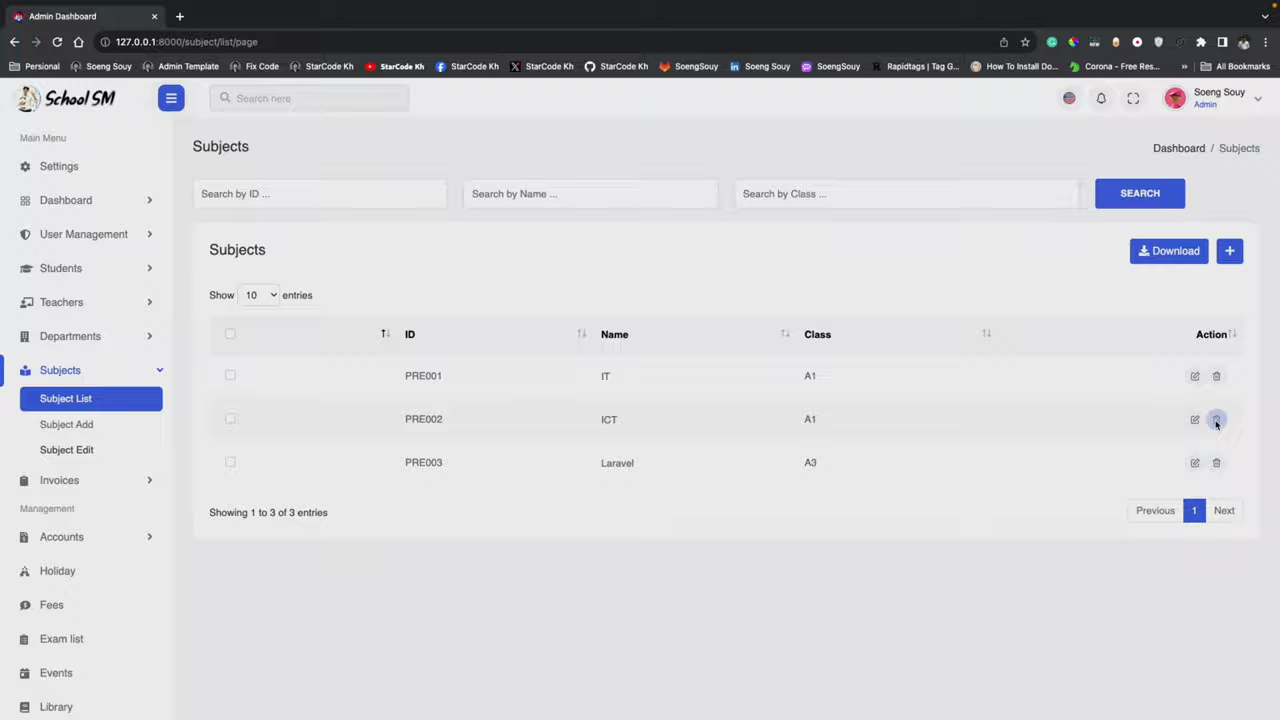 Admin Dashboard
127.0.0.1:8000/subject/list/page
Personal Soeng Souy Admin Template Fix Code StarCode Kh StarCode Kh StarCode Kh StarCode Kh StarCode Kh SoengSouy Soeng Souy SoengSouy Rapidtags | Tag G... How To Install Do... Corona - Free Res... » All Bookmarks
School SM
Search here
Soeng Souy
Admin
Main Menu
Settings
Dashboard
User Management
Students
Teachers
Departments
Subjects
Subject List
Subject Add
Subject Edit
Invoices
Management
Accounts
Holiday
Fees
Exam list
Events
Library
Subjects
Dashboard / Subjects
Search by ID ... Search by Name ... Search by Class ... SEARCH
Subjects
Download +
Show 10 entries
ID Name Class Action
PRE001 IT A1
PRE002 ICT A1
PRE003 Laravel A3
Showing 1 to 3 of 3 entries
Previous 1 Next